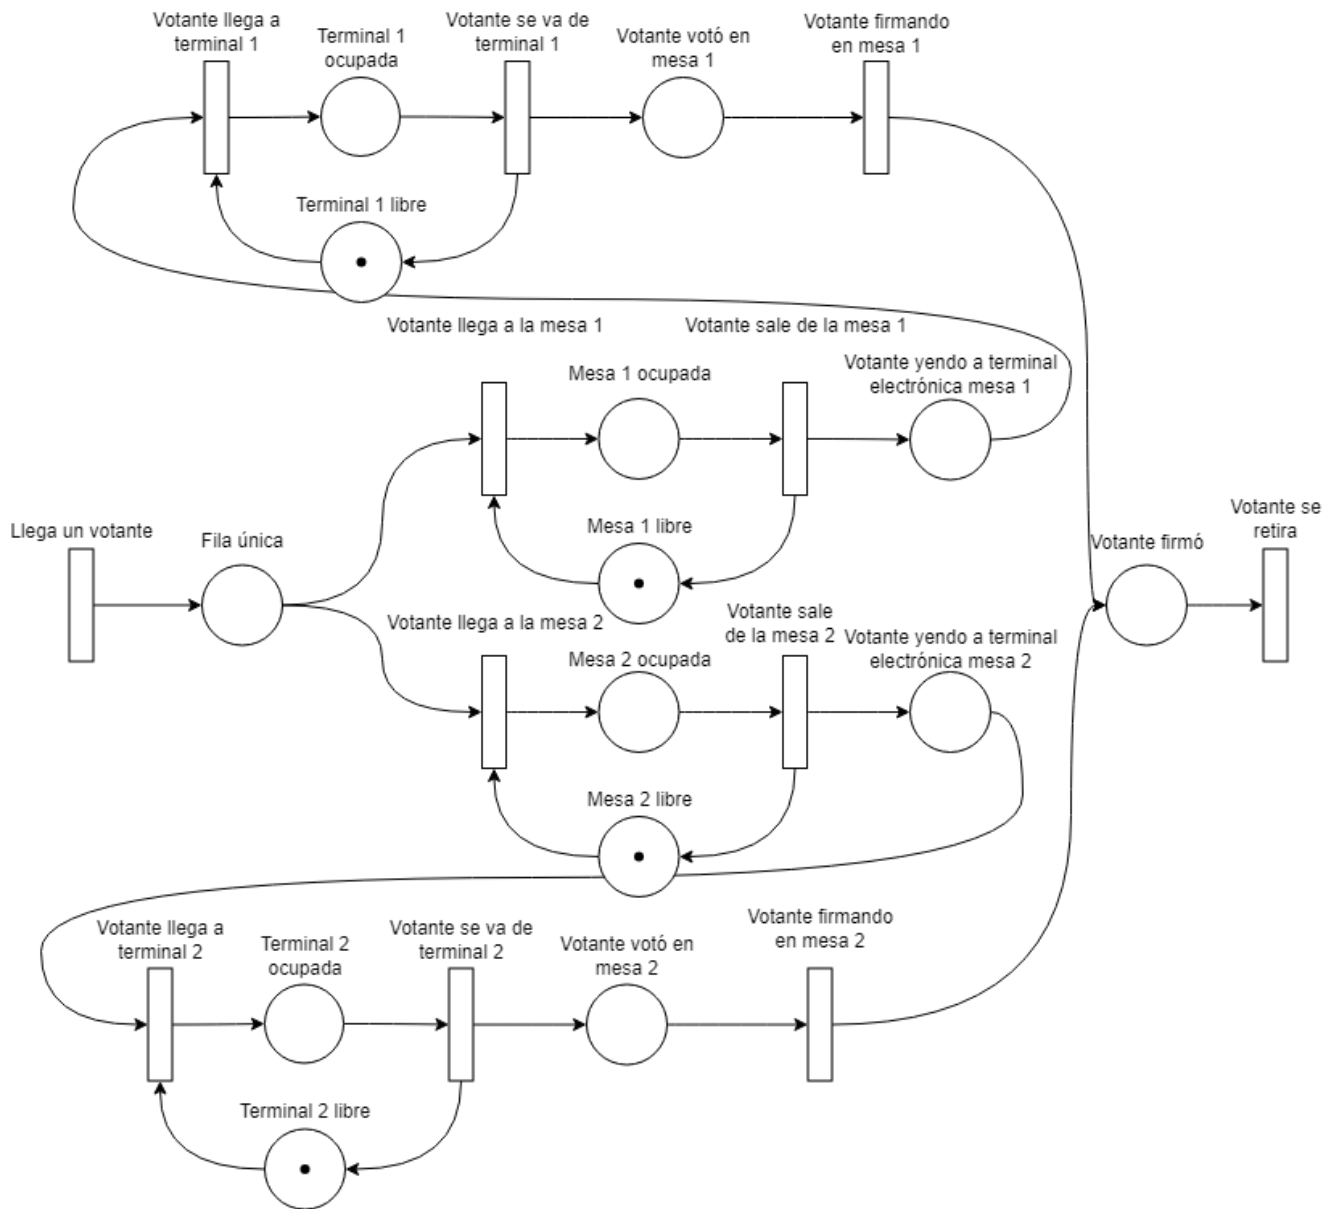 Votante llega a
terminal 1
Terminal 1
ocupada
Votante se va de
terminal 1
Votante votó en
mesa 1
Votante firmando
en mesa 1
Terminal 1 libre
Votante llega a la mesa 1
Votante sale de la mesa 1
Mesa 1 ocupada
Votante yendo a terminal
electrónica mesa 1
Mesa 1 libre
Llega un votante
Fila única
Votante firmó
Votante se
retira
Votante llega a la mesa 2
Votante sale
de la mesa 2
Mesa 2 ocupada
Votante yendo a terminal
electrónica mesa 2
Mesa 2 libre
Votante llega a
terminal 2
Terminal 2
ocupada
Votante se va de
terminal 2
Votante votó en
mesa 2
Votante firmando
en mesa 2
Terminal 2 libre